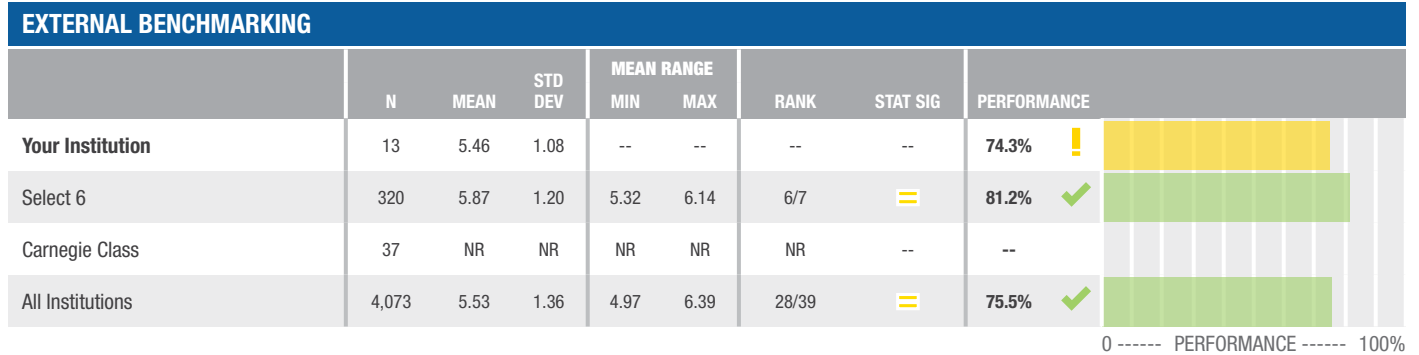 EXTERNAL BENCHMARKING
N MEAN STD DEV MEAN RANGE MIN MAX RANK STAT SIG PERFORMANCE
Your Institution 13 5.46 1.08 -- -- -- -- 74.3% !
Select 6 320 5.87 1.20 5.32 6.14 6/7 = 81.2% ✓
Carnegie Class 37 NR NR NR NR NR -- --
All Institutions 4,073 5.53 1.36 4.97 6.39 28/39 = 75.5% ✓
0 ------ PERFORMANCE ------ 100%